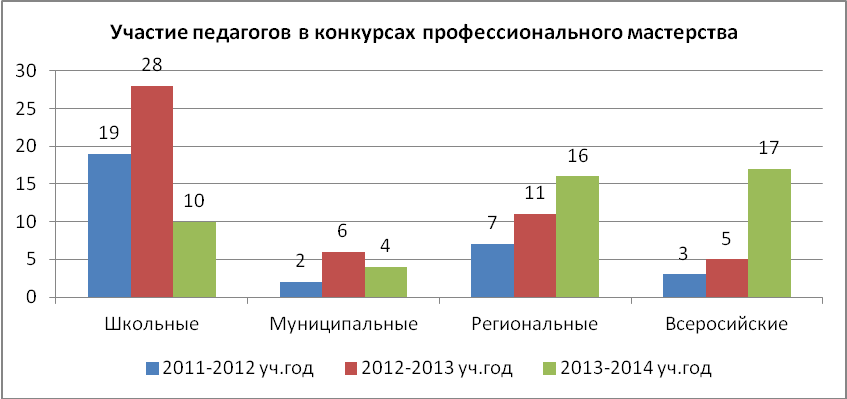 Участие педагогов в конкурсах профессионального мастерства
30
25
20
15
10
5
0
19
28
10
2
6
4
7
11
16
3
5
17
Школьные
Муниципальные
Региональные
Всеросийские
2011-2012 уч.год
2012-2013 уч.год
2013-2014 уч.год